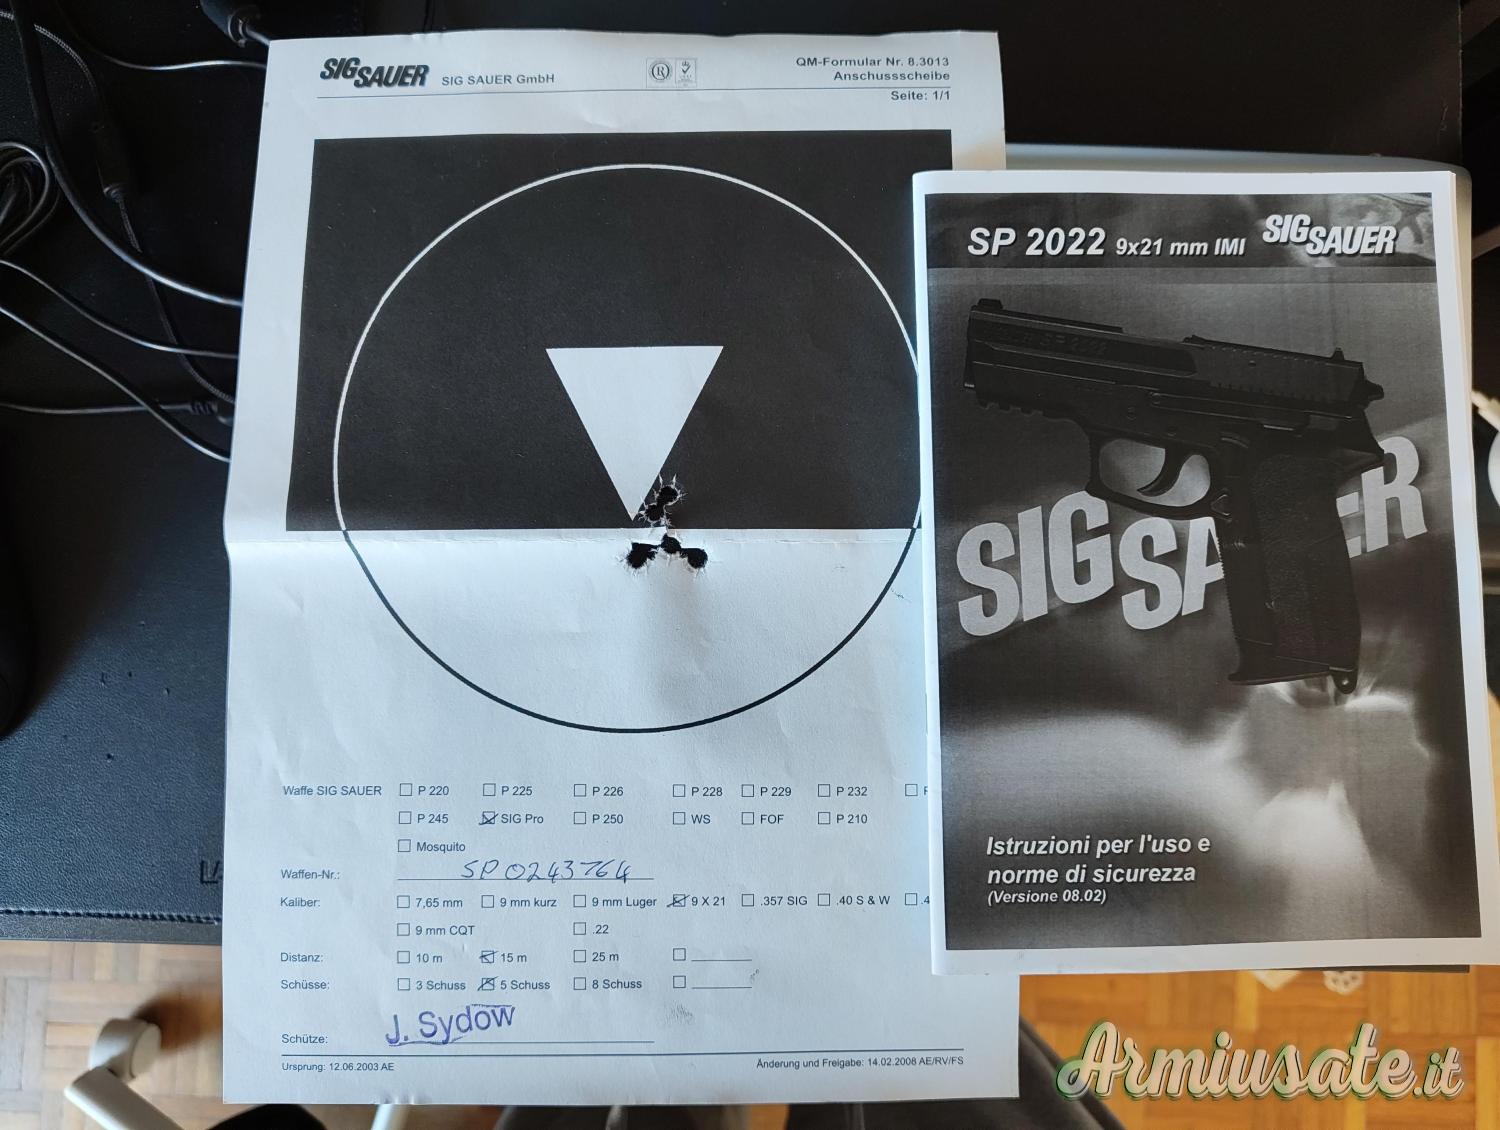 SIG SAUER SIG SAUER GmbH
QM-Formular Nr. 8.3013
Anschussscheibe
Seite: 1/1
Waffe SIG SAUER P 220 P 225 P 226 P 228 P 229 P 232
P 245 SIG Pro P 250 WS FOF P 210
Mosquito
Waffen-Nr.: SP 0243764
Kaliber: 7,65 mm 9 mm kurz 9 mm Luger 9 X 21 .357 SIG .40 S & W .4
9 mm CQT .22
Distanz: 10 m 15 m 25 m
Schüsse: 3 Schuss 5 Schuss 8 Schuss
Schütze: J. Sydow
Ursprung: 12.06.2003 AE
Änderung und Freigabe: 14.02.2008 AE/RV/FS
SP 2022 9x21 mm IMI SIG SAUER
SIG SAUER
Istruzioni per l'uso e
norme di sicurezza
(Versione 08.02)
Armiusate.it